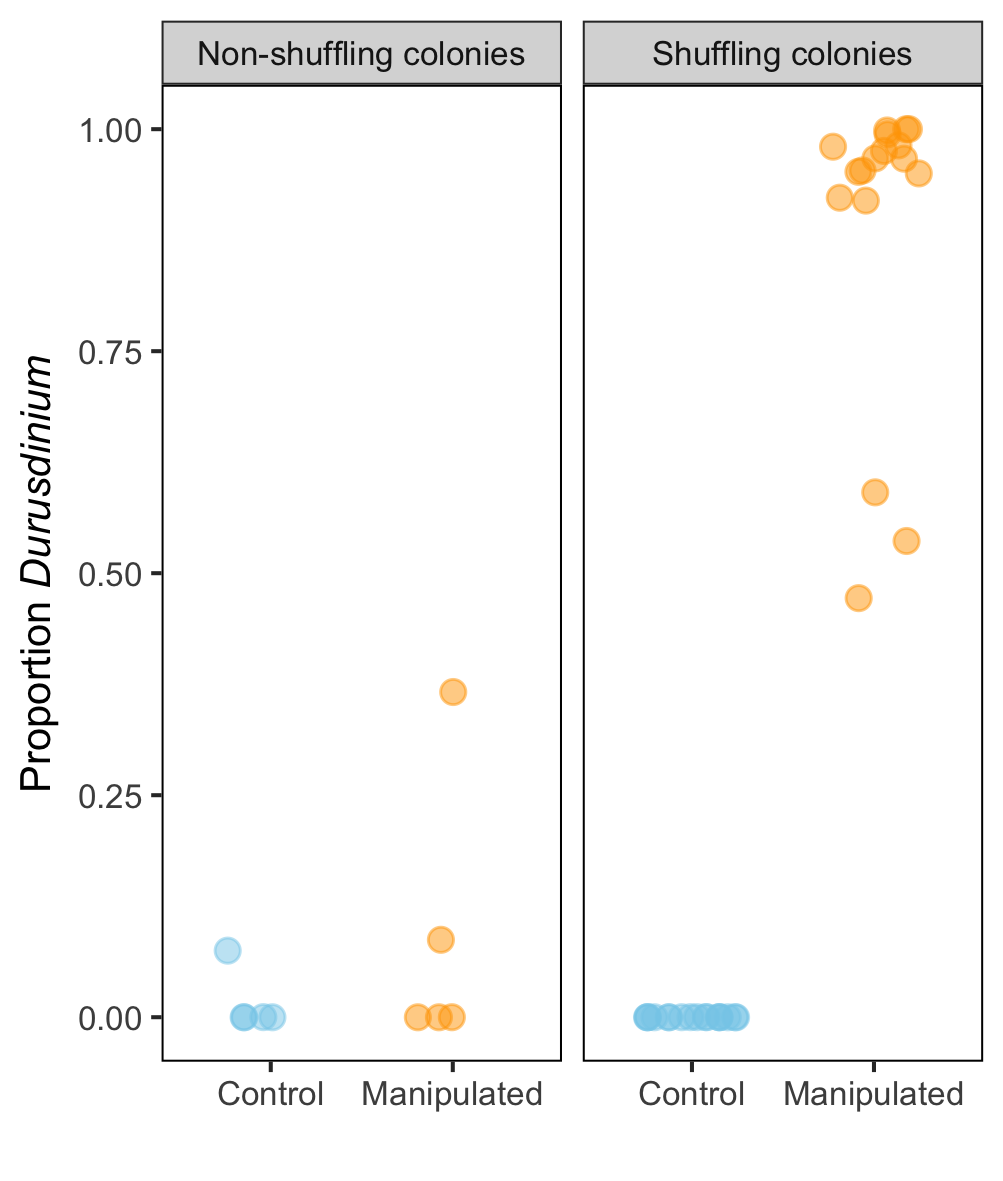 Non-shuffling colonies
Shuffling colonies
Proportion Durusdinium
1.00
0.75
0.50
0.25
0.00
Control
Manipulated
Control
Manipulated